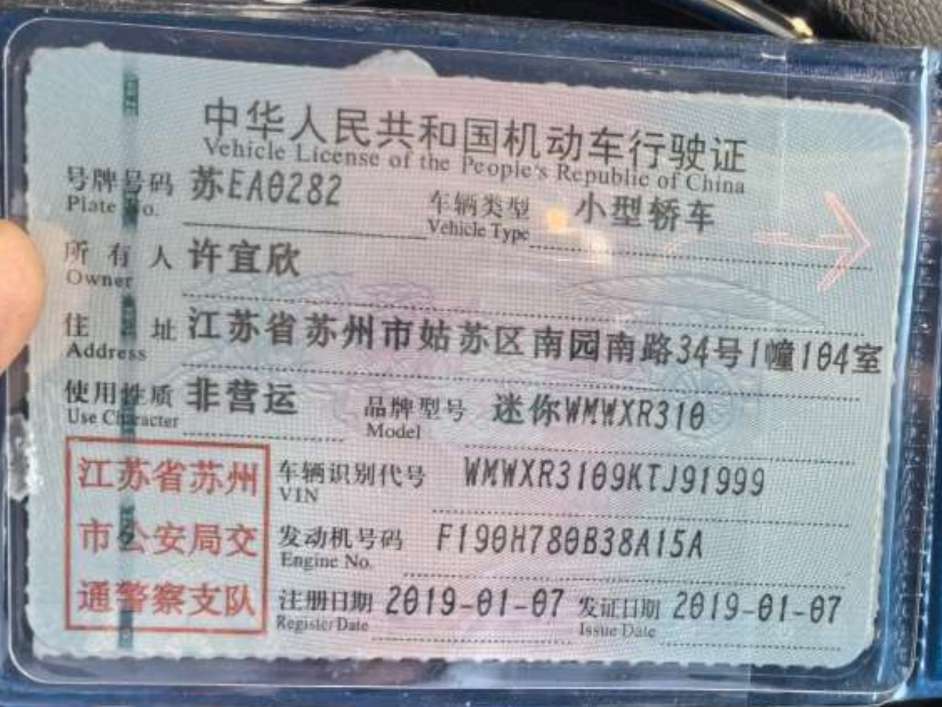 中华人民共和国机动车行驶证
Vehicle License of the People's Republic of China
号牌号码 苏EA0282 车辆类型 小型轿车
Plate No. Vehicle Type
所有人 许宜欣
Owner
住址 江苏省苏州市姑苏区南园南路34号1幢104室
Address
使用性质 非营运 品牌型号 迷你WMWXR310
Use Character Model
江苏省苏州 车辆识别代号 WMWXR3109KTJ91999
VIN
市公安局交 发动机号码 F190H780B38A15A
Engine No.
通警察支队 注册日期 2019-01-07 发证日期 2019-01-07
Register Date Issue Date